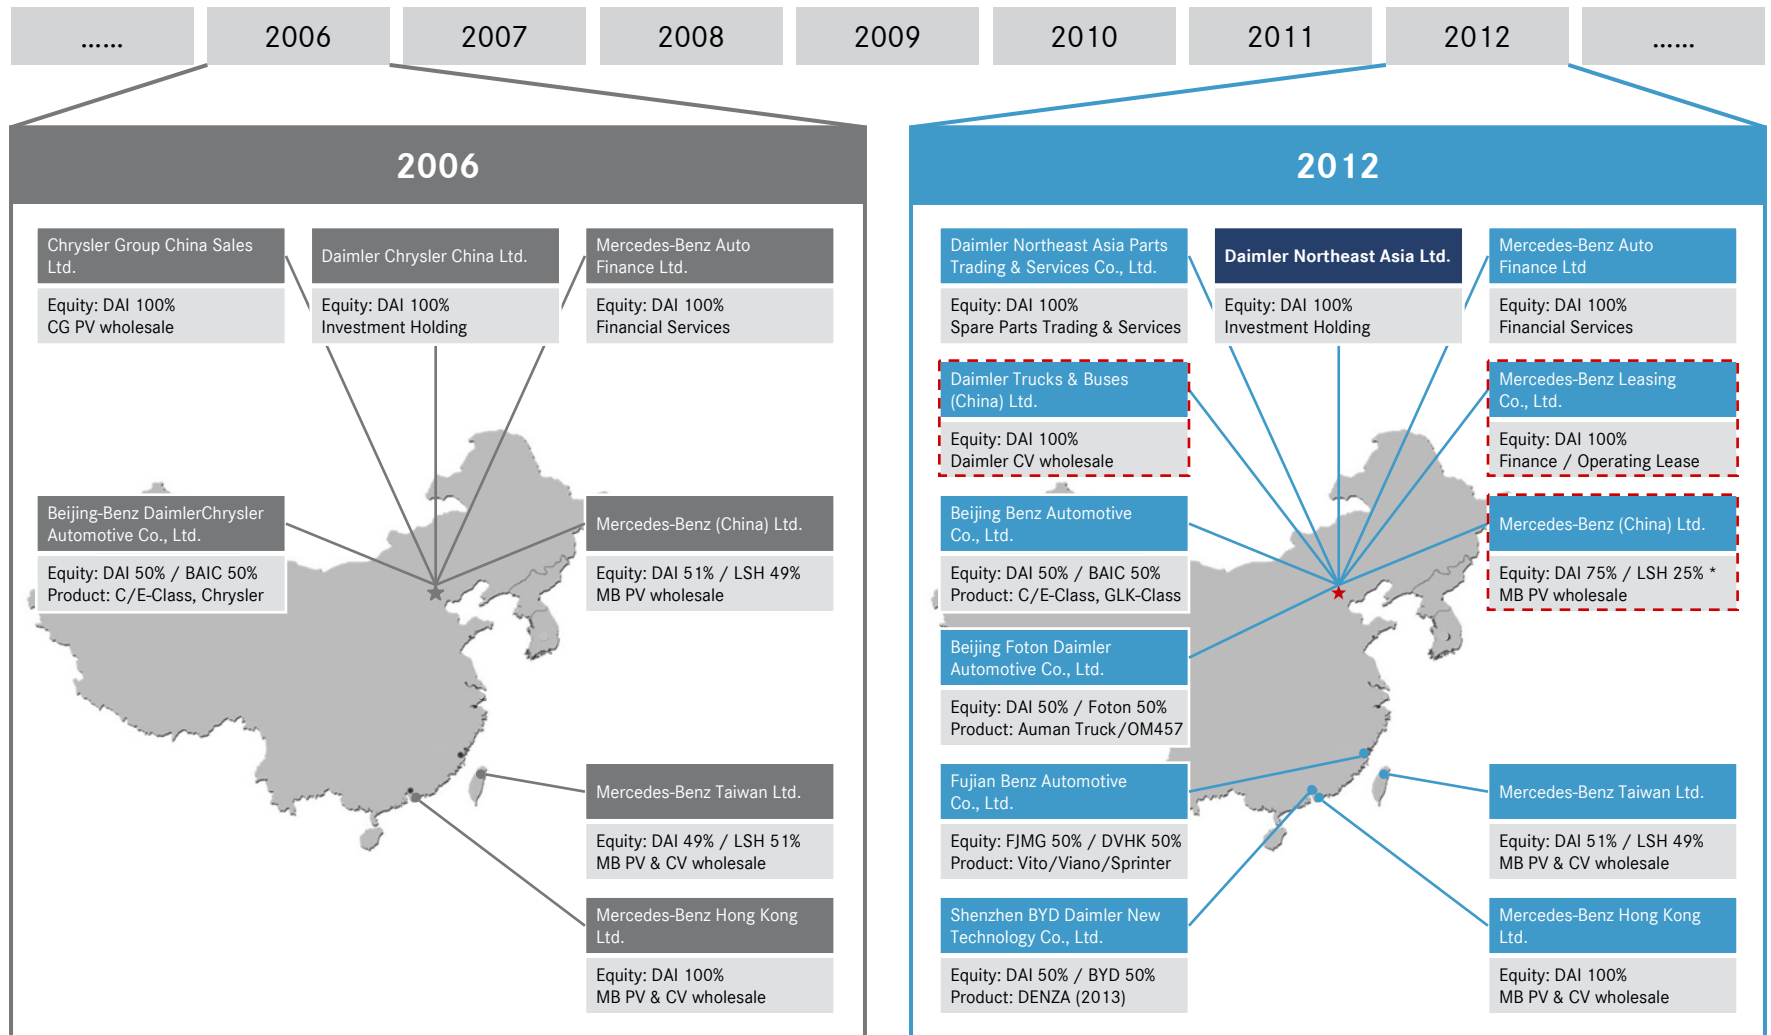 ......
2006
2007
2008
2009
2010
2011
2012
......
2006
Chrysler Group China Sales
Ltd.
Equity: DAI 100%
CG PV wholesale
Daimler Chrysler China Ltd.
Equity: DAI 100%
Investment Holding
Mercedes-Benz Auto
Finance Ltd.
Equity: DAI 100%
Financial Services
Beijing-Benz DaimlerChrysler
Automotive Co., Ltd.
Equity: DAI 50% / BAIC 50%
Product: C/E-Class, Chrysler
Mercedes-Benz (China) Ltd.
Equity: DAI 51% / LSH 49%
MB PV wholesale
Mercedes-Benz Taiwan Ltd.
Equity: DAI 49% / LSH 51%
MB PV & CV wholesale
Mercedes-Benz Hong Kong
Ltd.
Equity: DAI 100%
MB PV & CV wholesale
2012
Daimler Northeast Asia Parts
Trading & Services Co., Ltd.
Equity: DAI 100%
Spare Parts Trading & Services
Daimler Northeast Asia Ltd.
Equity: DAI 100%
Investment Holding
Mercedes-Benz Auto
Finance Ltd
Equity: DAI 100%
Financial Services
Daimler Trucks & Buses
(China) Ltd.
Equity: DAI 100%
Daimler CV wholesale
Mercedes-Benz Leasing
Co., Ltd.
Equity: DAI 100%
Finance / Operating Lease
Beijing Benz Automotive
Co., Ltd.
Equity: DAI 50% / BAIC 50%
Product: C/E-Class, GLK-Class
Mercedes-Benz (China) Ltd.
Equity: DAI 75% / LSH 25% *
MB PV wholesale
Beijing Foton Daimler
Automotive Co., Ltd.
Equity: DAI 50% / Foton 50%
Product: Auman Truck/OM457
Fujian Benz Automotive
Co., Ltd.
Equity: FJMG 50% / DVHK 50%
Product: Vito/Viano/Sprinter
Mercedes-Benz Taiwan Ltd.
Equity: DAI 51% / LSH 49%
MB PV & CV wholesale
Shenzhen BYD Daimler New
Technology Co., Ltd.
Equity: DAI 50% / BYD 50%
Product: DENZA (2013)
Mercedes-Benz Hong Kong
Ltd.
Equity: DAI 100%
MB PV & CV wholesale